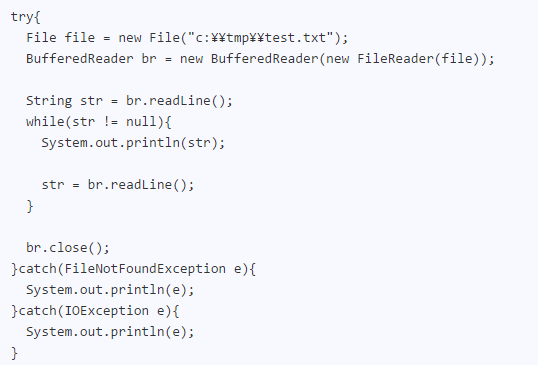 try{
  File file = new File("c:¥¥tmp¥¥test.txt");
  BufferedReader br = new BufferedReader(new FileReader(file));

  String str = br.readLine();
  while(str != null){
    System.out.println(str);

    str = br.readLine();
  }

  br.close();
}catch(FileNotFoundException e){
  System.out.println(e);
}catch(IOException e){
  System.out.println(e);
}